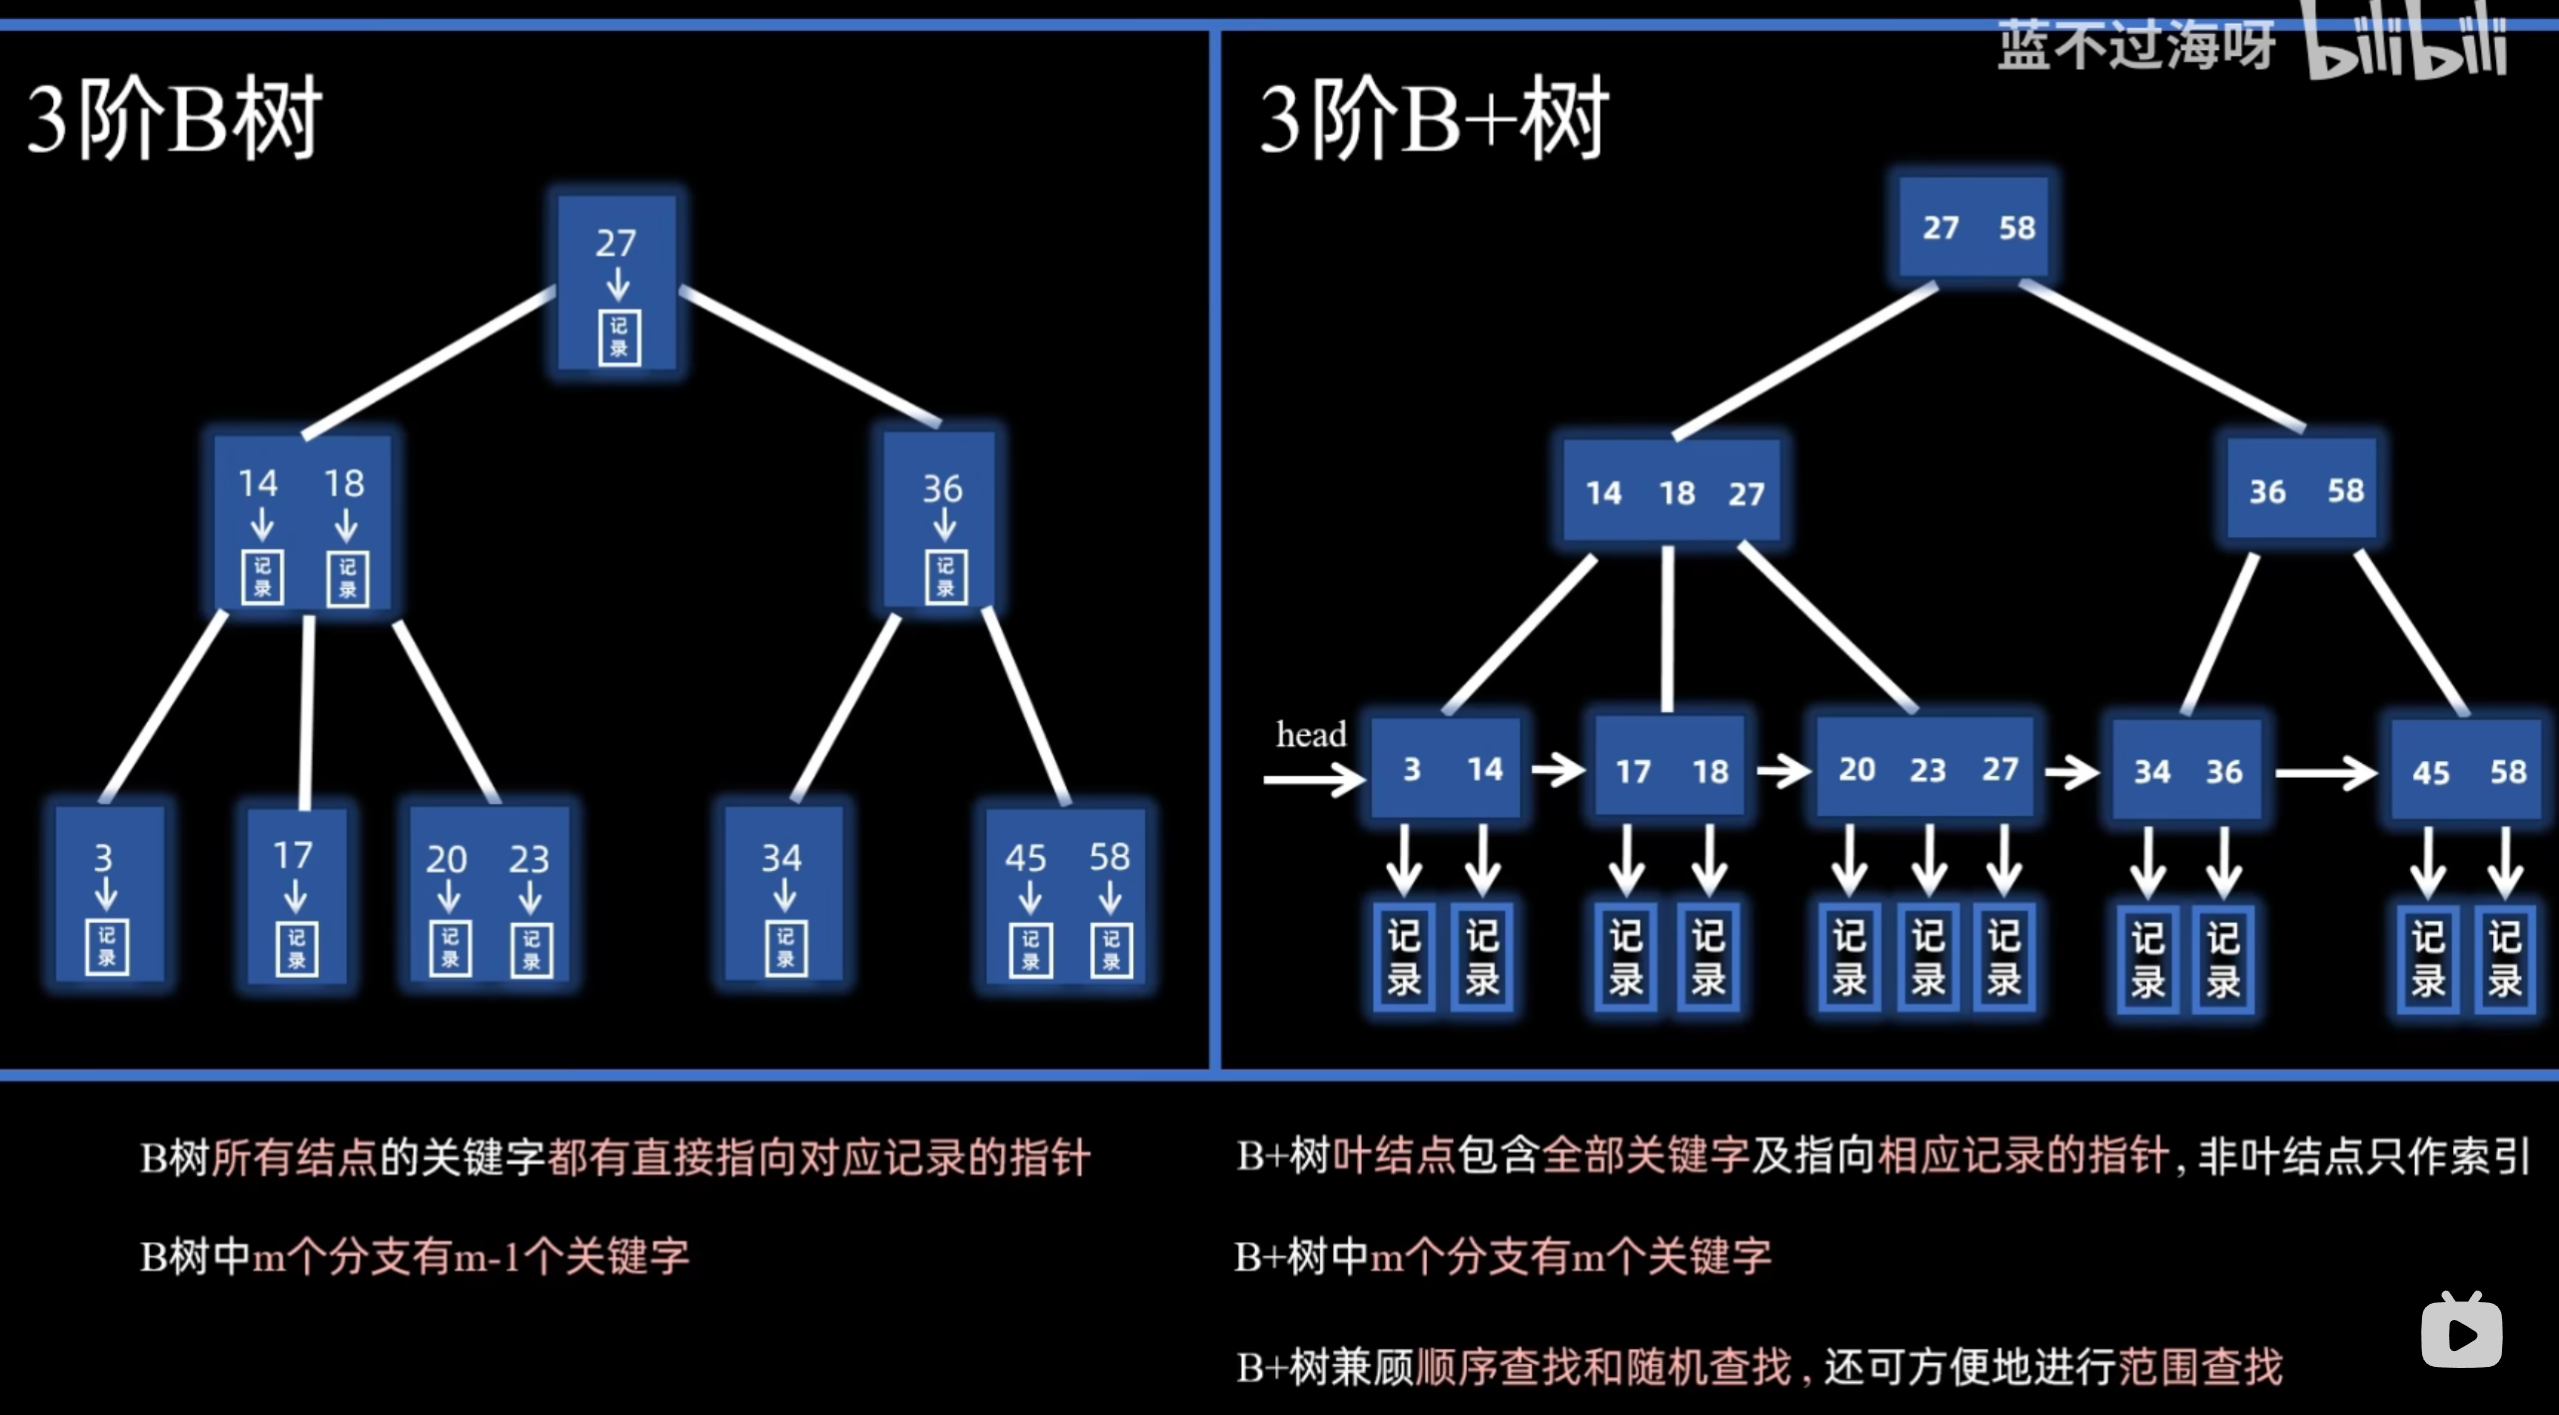 蓝不过海呀 bilibili
3阶B树
27
记录
14 18
记录 记录
36
记录
3
记录
17
记录
20 23
记录 记录
34
记录
45 58
记录 记录
3阶B+树
27 58
14 18 27
36 58
head
3 14
17 18
20 23 27
34 36
45 58
记录 记录 记录 记录 记录 记录 记录 记录 记录 记录 记录
B树所有结点的关键字都有直接指向对应记录的指针
B树中m个分支有m-1个关键字
B+树叶结点包含全部关键字及指向相应记录的指针, 非叶结点只作索引
B+树中m个分支有m个关键字
B+树兼顾顺序查找和随机查找, 还可方便地进行范围查找